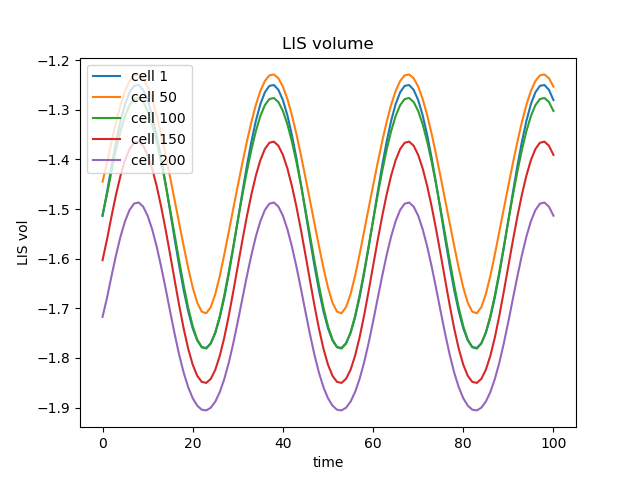 LIS volume
−1.2
−1.3
−1.4
−1.5
−1.6
−1.7
−1.8
−1.9
LIS vol
cell 1
cell 50
cell 100
cell 150
cell 200
0
20
40
60
80
100
time